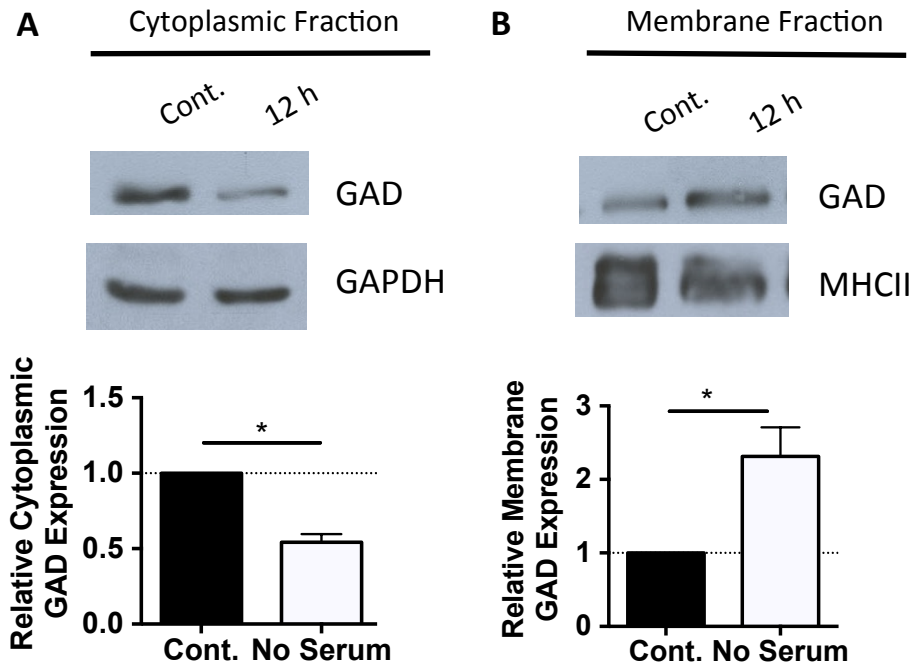 A
Cytoplasmic Fraction
Cont.
12 h
GAD
GAPDH
Relative Cytoplasmic
GAD Expression
1.5
1.0
0.5
0.0
*
Cont. No Serum
B
Membrane Fraction
Cont.
12 h
GAD
MHCII
Relative Membrane
GAD Expression
3
2
1
0
*
Cont. No Serum